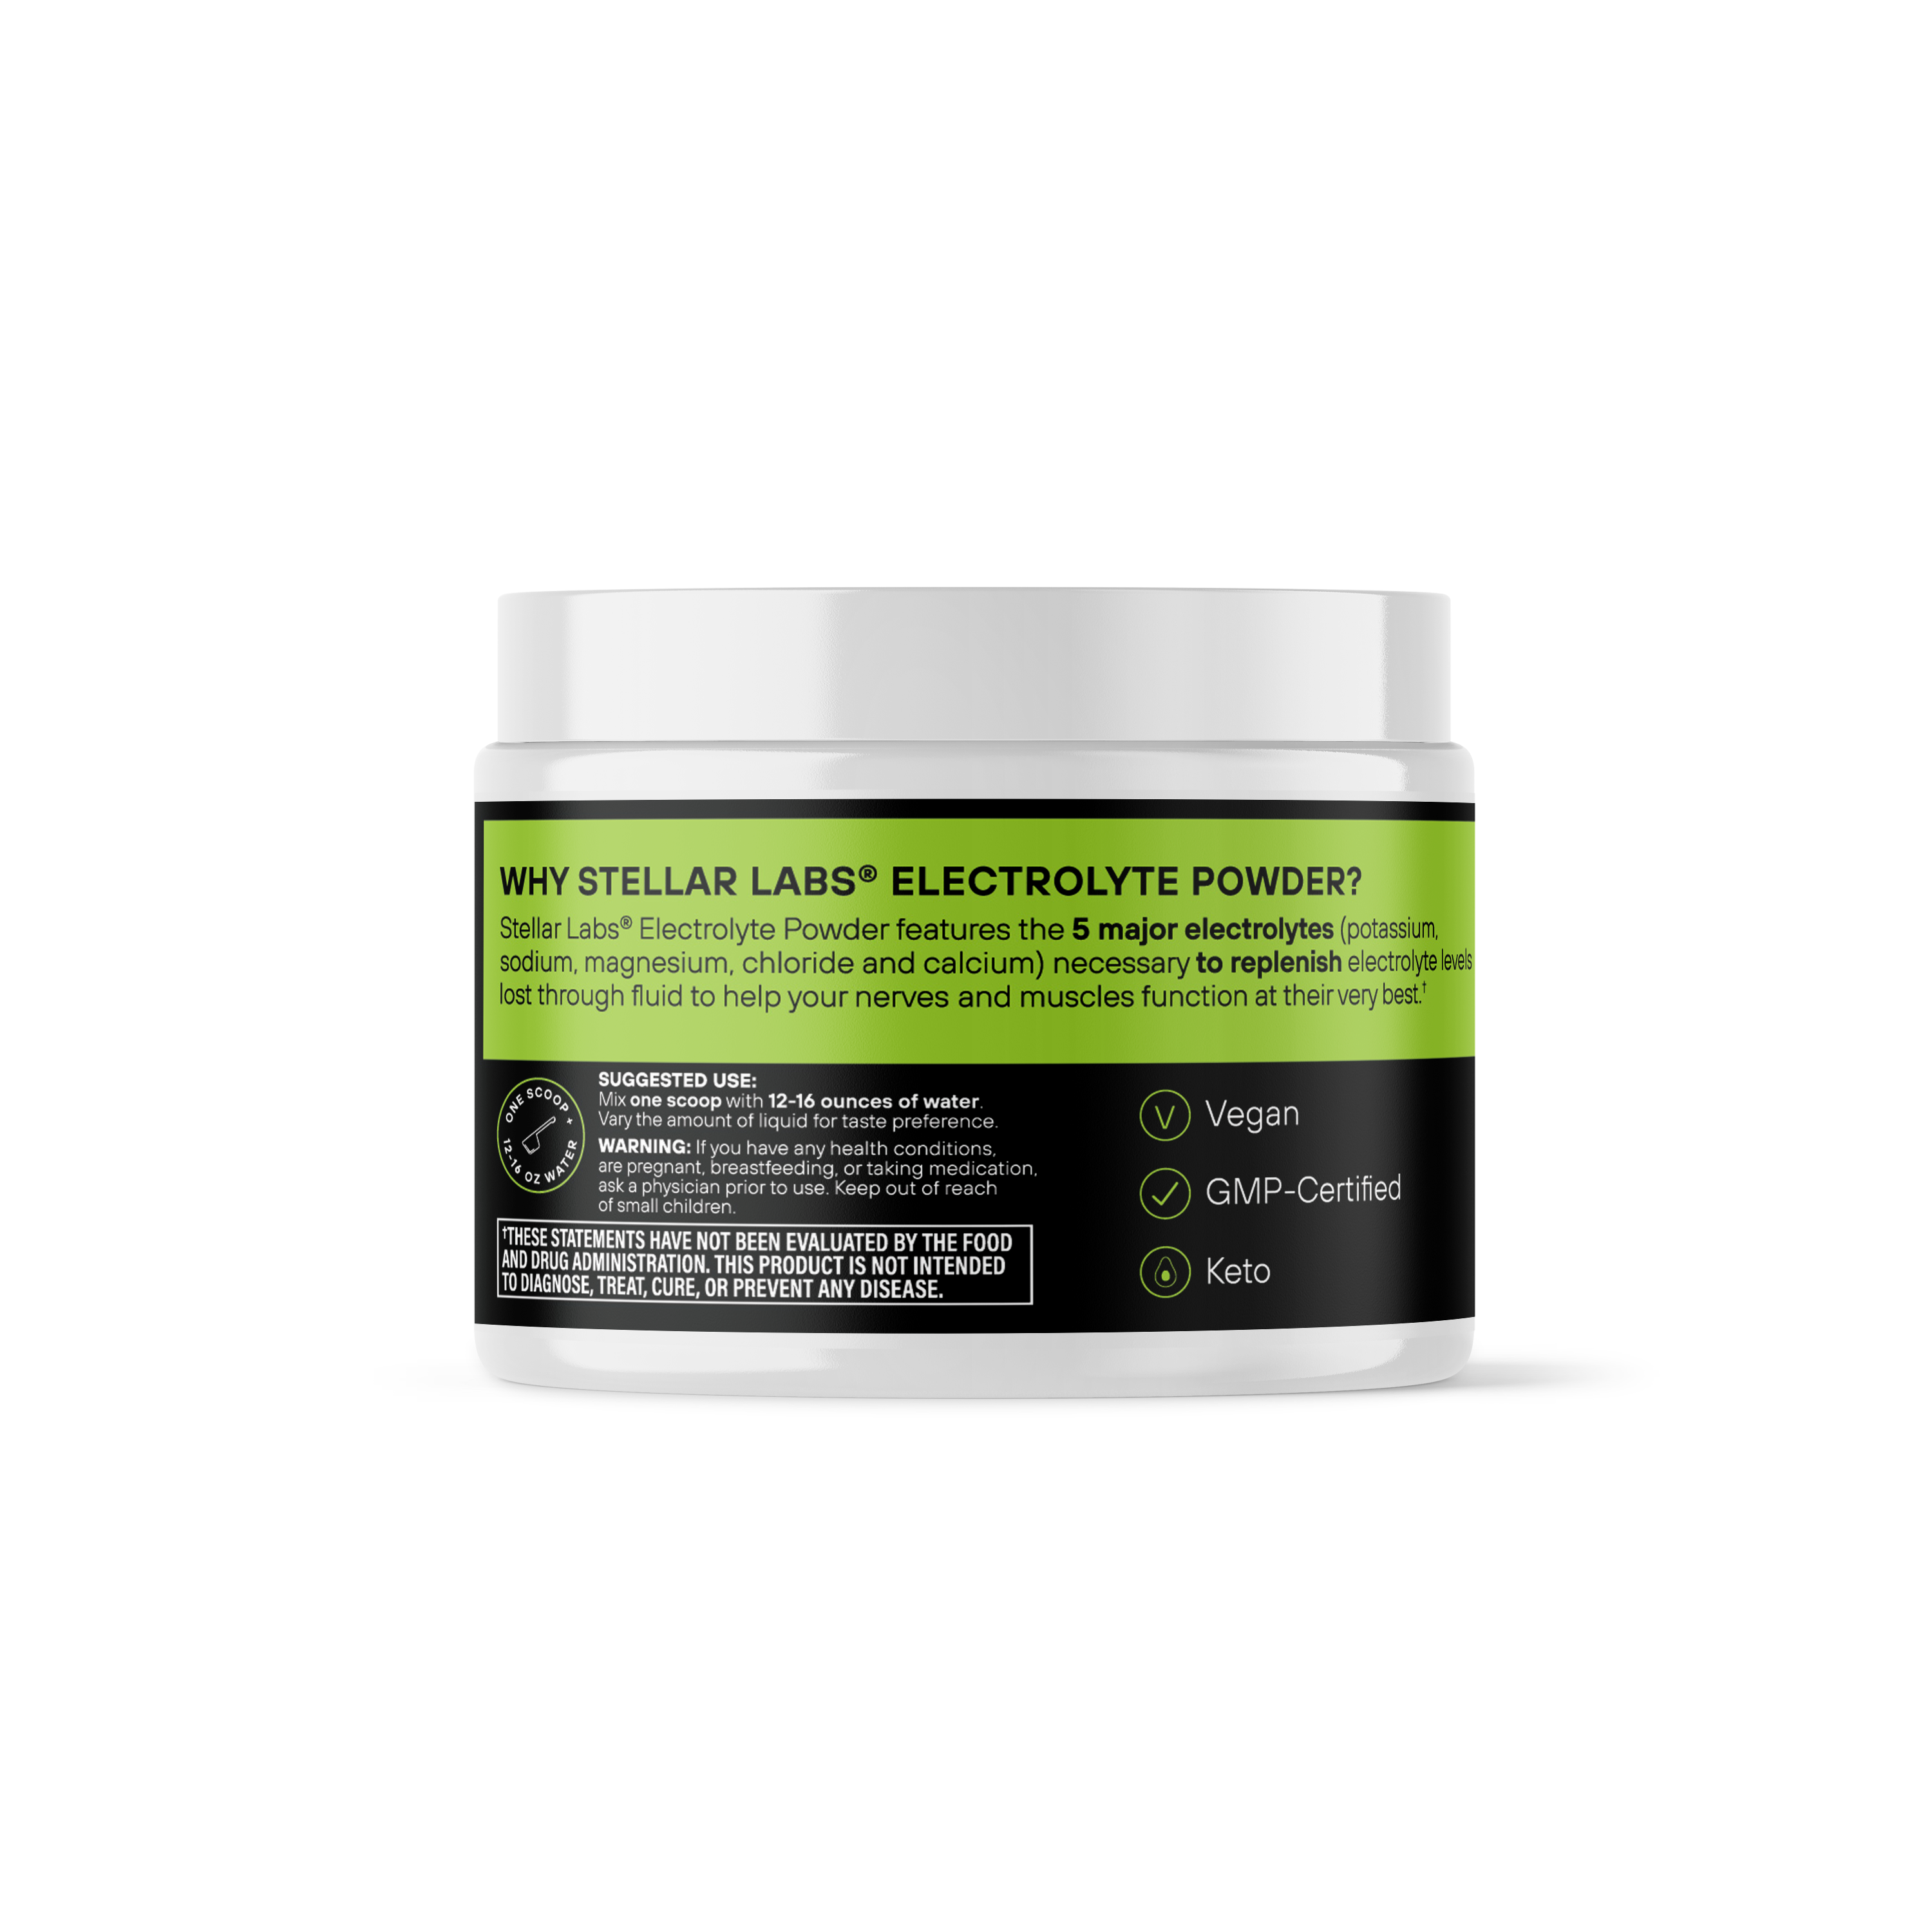 WHY STELLAR LABS® ELECTROLYTE POWDER?
Stellar Labs® Electrolyte Powder features the 5 major electrolytes (potassium,
sodium, magnesium, chloride and calcium) necessary to replenish electrolyte levels
lost through fluid to help your nerves and muscles function at their very best.†
ONE SCOOP +
12-16 OZ WATER
SUGGESTED USE:
Mix one scoop with 12-16 ounces of water.
Vary the amount of liquid for taste preference.
WARNING: If you have any health conditions,
are pregnant, breastfeeding, or taking medication,
ask a physician prior to use. Keep out of reach
of small children.
†THESE STATEMENTS HAVE NOT BEEN EVALUATED BY THE FOOD
AND DRUG ADMINISTRATION. THIS PRODUCT IS NOT INTENDED
TO DIAGNOSE, TREAT, CURE, OR PREVENT ANY DISEASE.
V Vegan
GMP-Certified
Keto